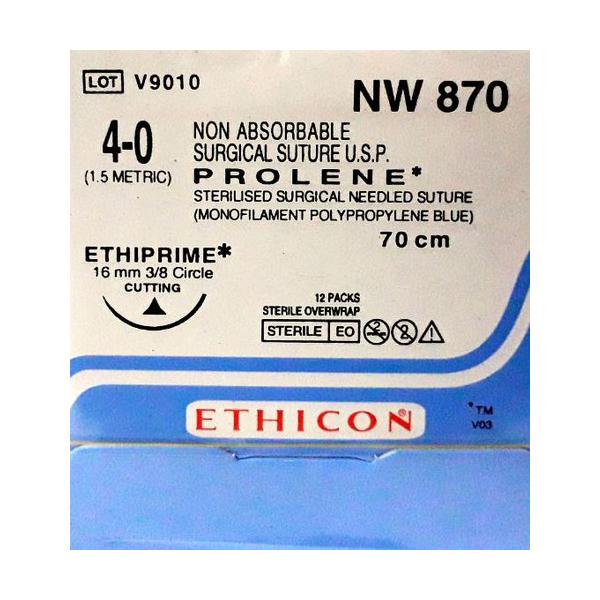 LOT V9010
NW 870
4-0
(1.5 METRIC)
NON ABSORBABLE
SURGICAL SUTURE U.S.P.
PROLENE*
STERILISED SURGICAL NEEDLED SUTURE
(MONOFILAMENT POLYPROPYLENE BLUE)
70 cm
ETHIPRIME*
16 mm 3/8 Circle
CUTTING
12 PACKS
STERILE OVERWRAP
STERILE EO 2
ETHICON®
*TM
V03